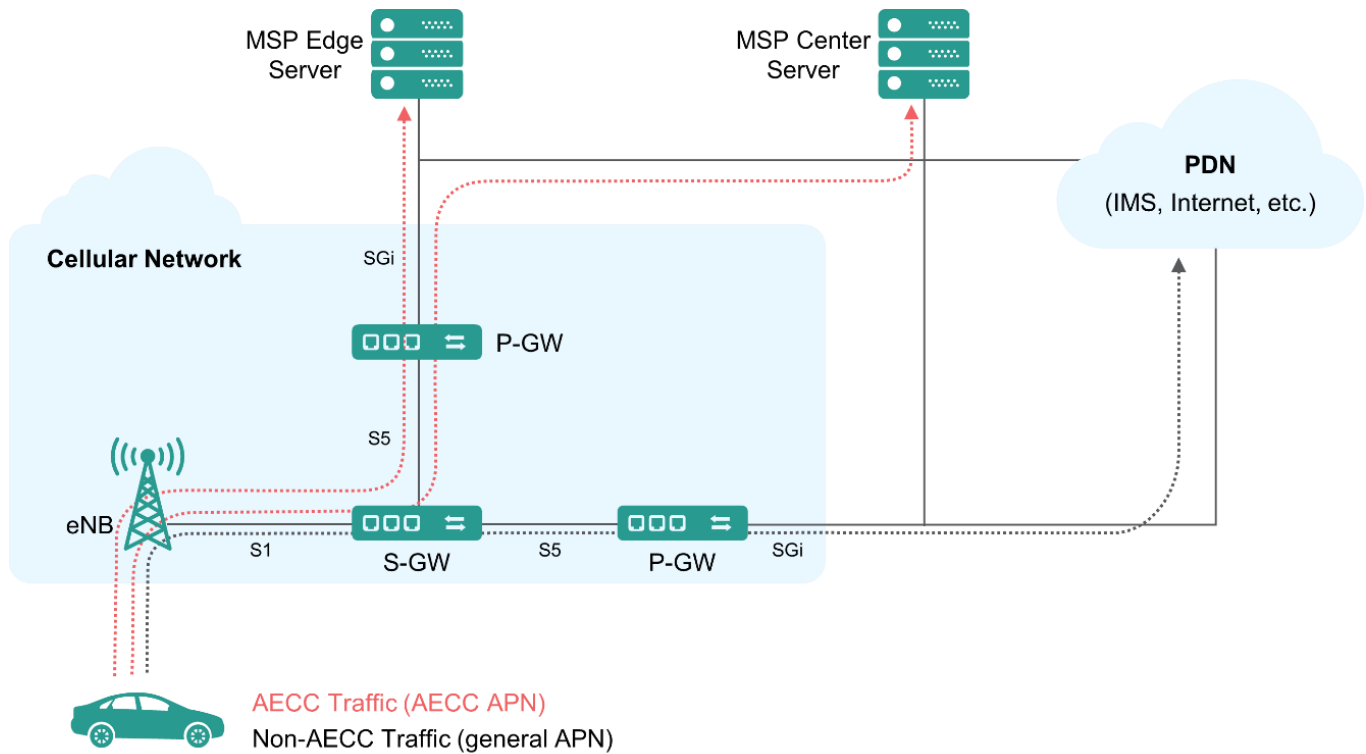 MSP Edge
Server
MSP Center
Server
PDN
(IMS, Internet, etc.)
Cellular Network
SGi
P-GW
S5
eNB
S1
S-GW
S5
P-GW
SGi
AECC Traffic (AECC APN)
Non-AECC Traffic (general APN)